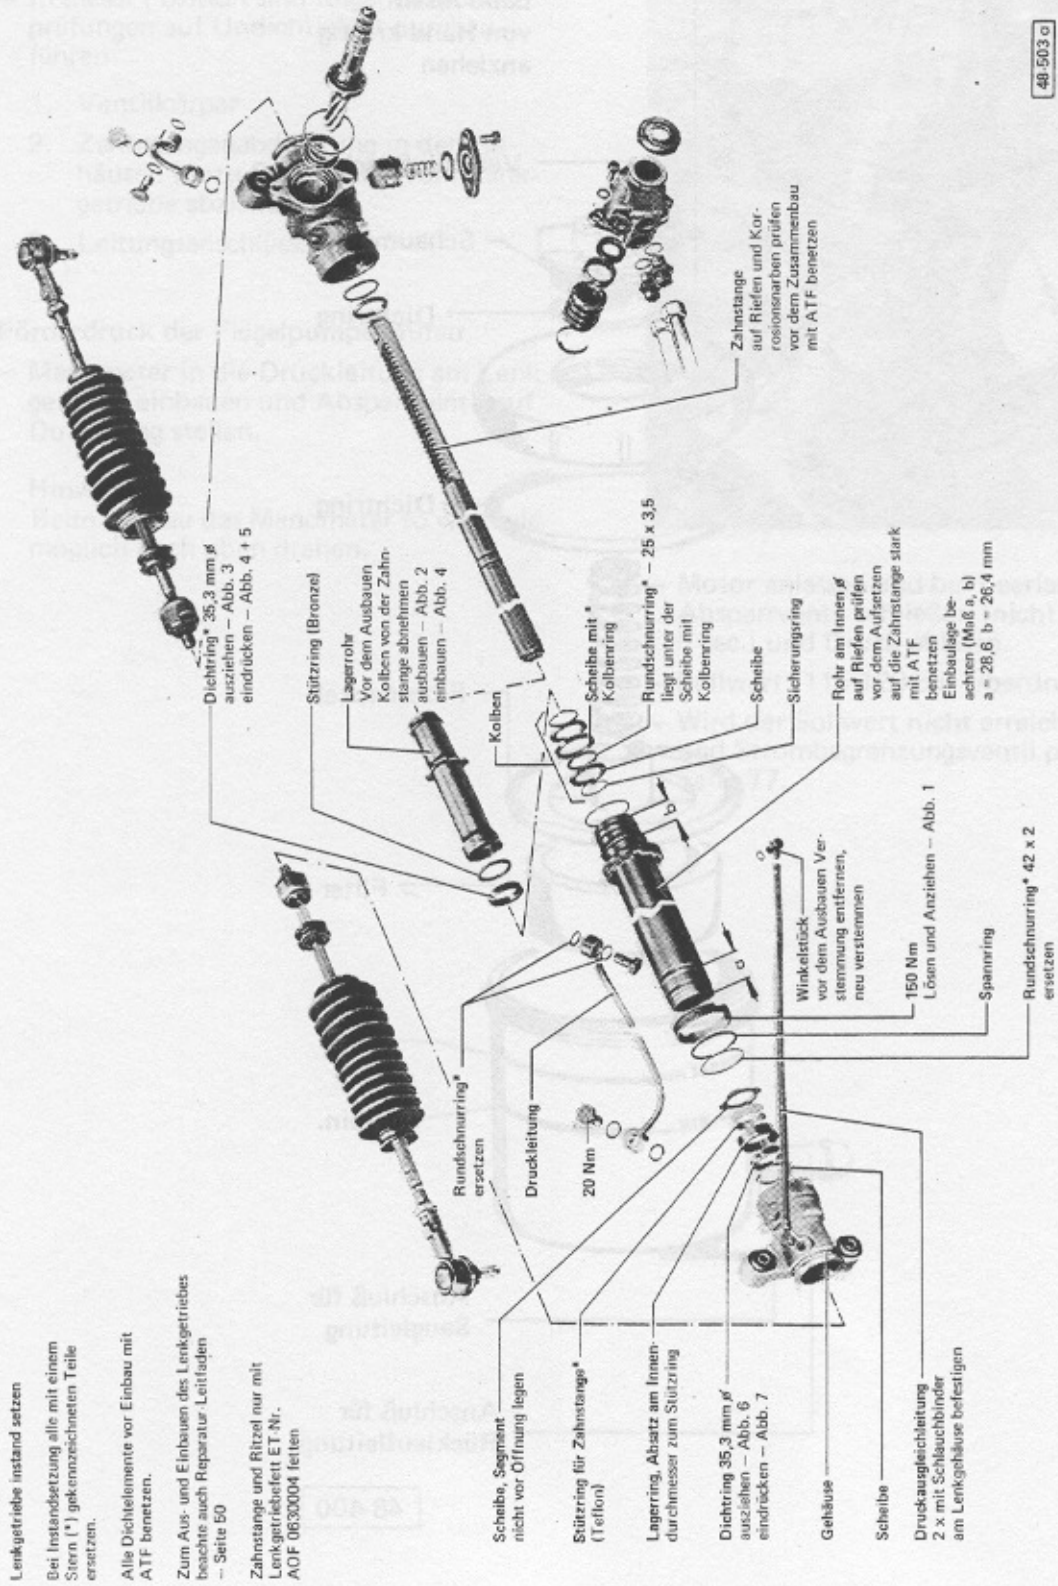 Lenkgetriebe instand setzen
Bei Instandsetzung alle mit einem
Stern (*) gekennzeichneten Teile
ersetzen.
Alle Dichtelemente vor Einbau mit
ATF benetzen.
Zum Aus- und Einbauen des Lenkgetriebes
beachte auch Reparatur-Leitfaden
– Seite 50
Zahnstange und Ritzel nur mit
Lenkgetriebefett ET-Nr.
AOF 0630004 fetten
Dichtring* 35,3 mm ø
ausziehen – Abb. 3
eindrücken – Abb. 4 + 5
Stützring (Bronze)
Lagerrohr
Vor dem Ausbauen
Kolben von der Zahn-
stange abnehmen
ausbauen – Abb. 2
einbauen – Abb. 4
Kolben
Scheibe mit*
Kolbenring
Rundschnurring* – 25 x 3,5
liegt unter der
Scheibe mit
Kolbenring
Scheibe
Sicherungsring
Rohr am Innen ø
auf Riefen prüfen
vor dem Aufsetzen
auf die Zahnstange stark
mit ATF
benetzen
Einbaulage be-
achten (Maß a, b)
a = 28,6 b = 26,4 mm
Zahnstange
auf Riefen und Kor-
rosionsnarben prüfen
vor dem Zusammenbau
mit ATF benetzen
b
a
Rundschnurring*
ersetzen
Druckleitung
20 Nm
Winkelstück
vor dem Ausbauen Ver-
stemmung entfernen,
neu verstemmen
150 Nm
Lösen und Anziehen – Abb. 1
Spannring
Rundschnurring* 42 x 2
ersetzen
Scheibe, Segment
nicht vor Öffnung legen
Stützring für Zahnstange*
(Teflon)
Lagerring, Absatz am Innen-
durchmesser zum Stützring
Dichtring 35,3 mm ø
ausziehen – Abb. 6
eindrücken – Abb. 7
Gehäuse
Scheibe
Druckausgleichleitung
2 x mit Schlauchbinder
am Lenkgehäuse befestigen
48-503 a